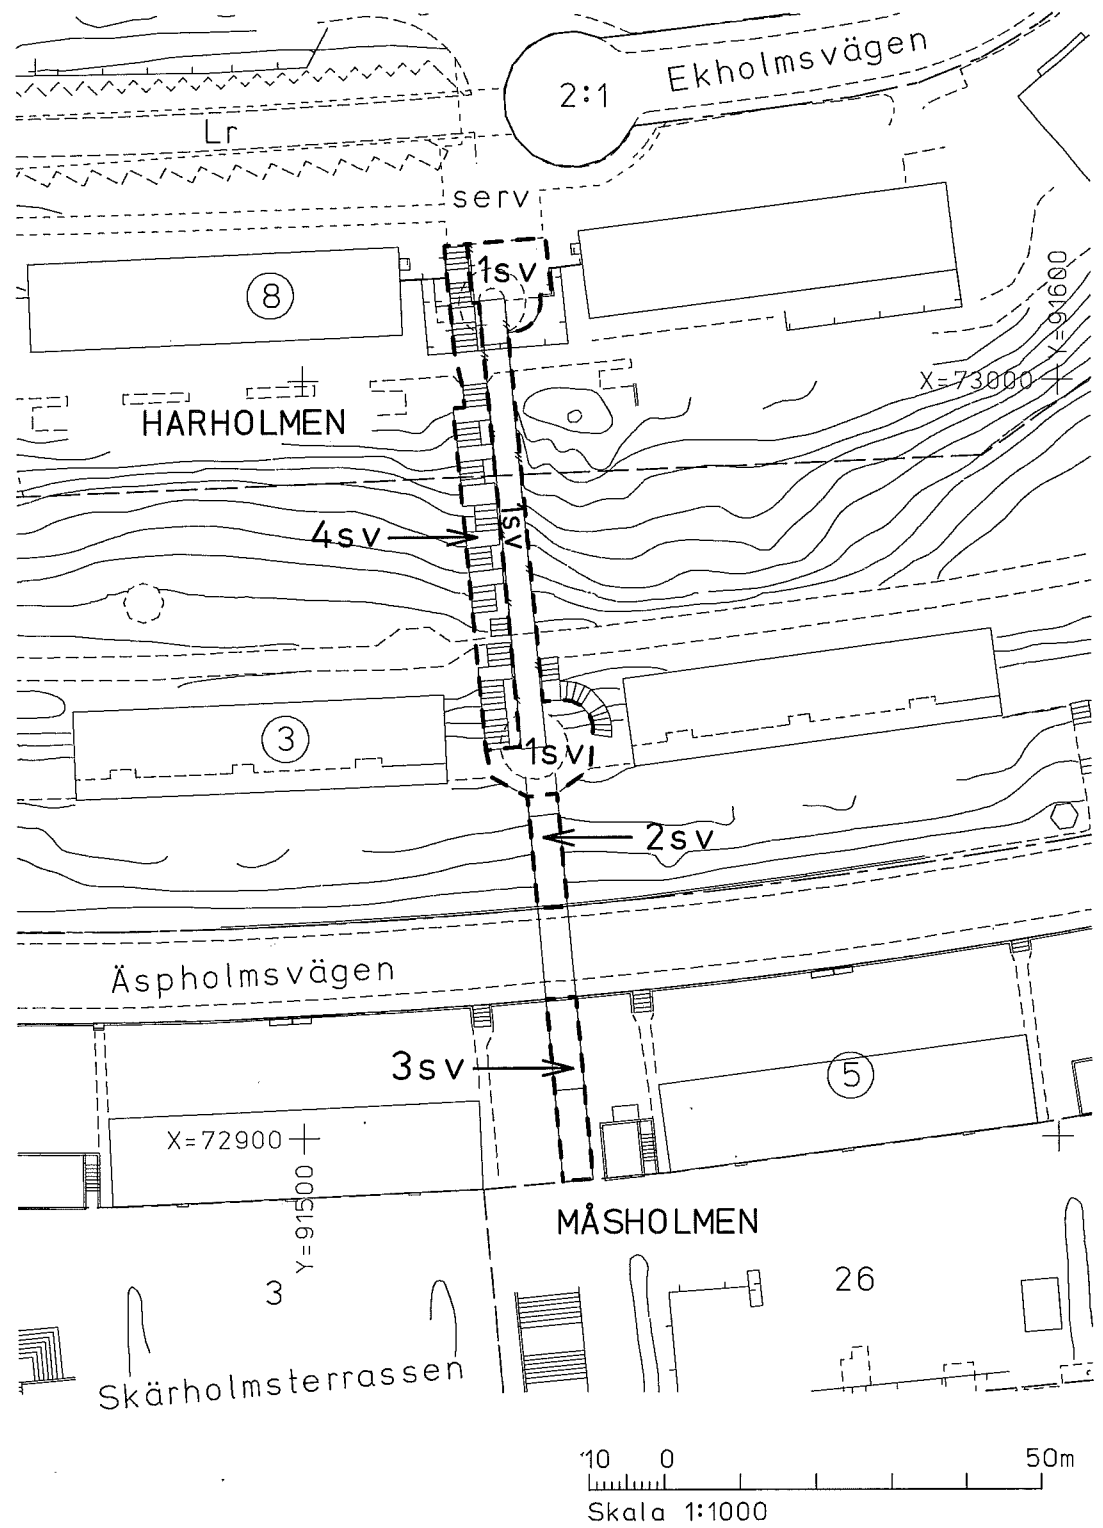 Ekholmsvägen
2:1
Lr
serv
1sv
8
Y=91600
X=73000
HARHOLMEN
1sv
4sv
3
1sv
2sv
Äspholmsvägen
3sv
5
X=72900
Y=91500
MÅSHOLMEN
3
26
Skärholmsterrassen
10 0 50m
Skala 1:1000